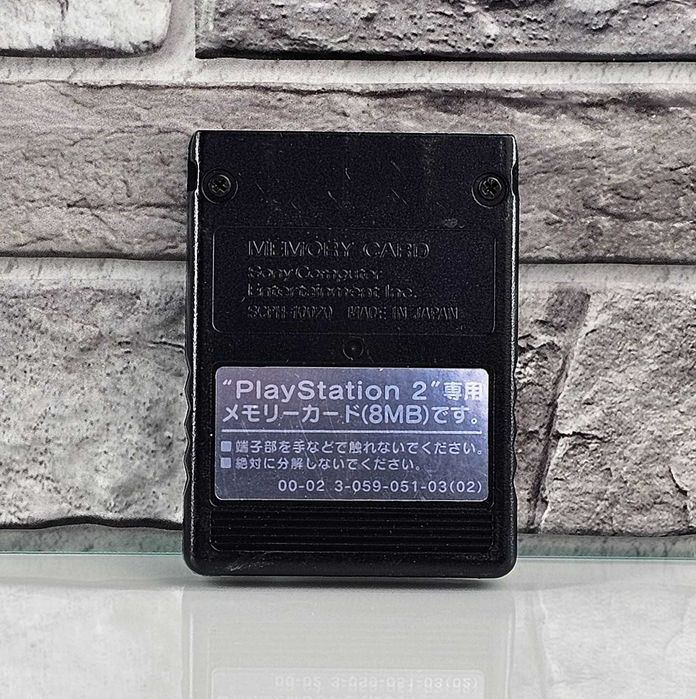 MEMORY CARD
Sony Computer
Entertainment Inc.
SCPH-10020 MADE IN JAPAN
"PlayStation 2"専用
メモリーカード(8MB)です。
■端子部を手などで触れないでください。
■絶対に分解しないでください。
00-02 3-059-051-03(02)